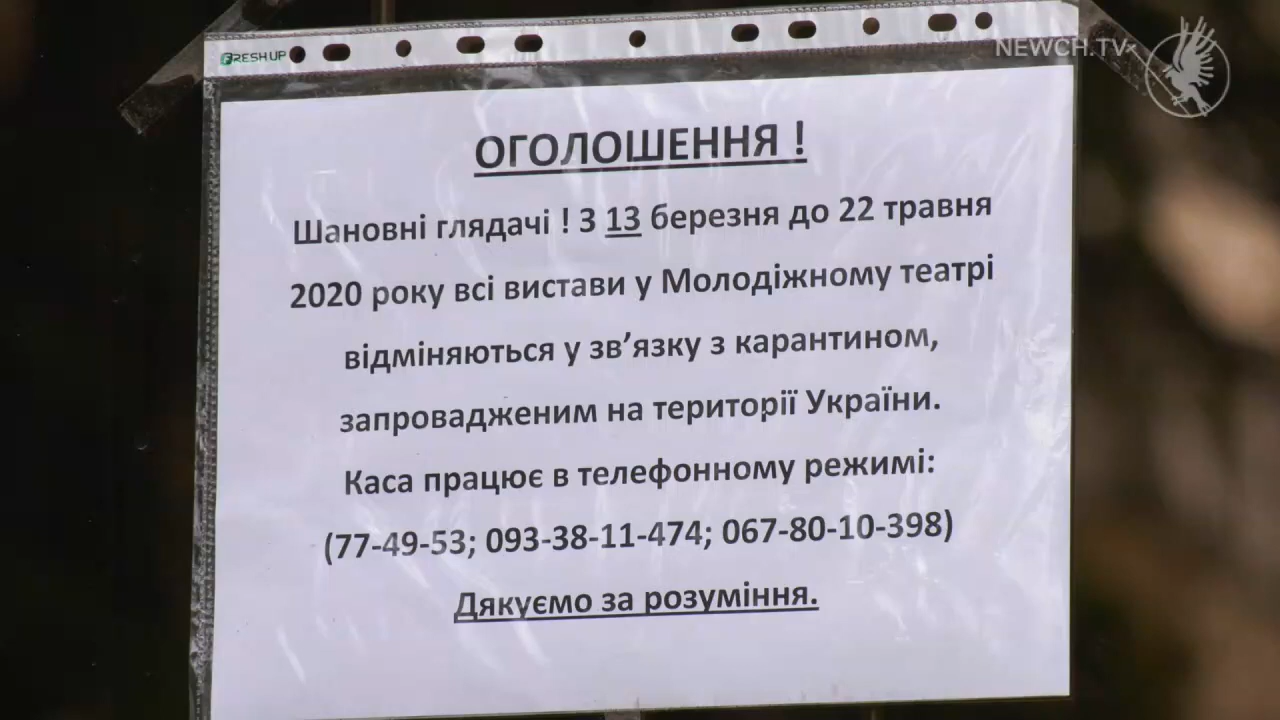 FRESH UP
NEWCH.TV
ОГОЛОШЕННЯ !
Шановні глядачі ! З 13 березня до 22 травня
2020 року всі вистави у Молодіжному театрі
відміняються у зв’язку з карантином,
запровадженим на території України.
Каса працює в телефонному режимі:
(77-49-53; 093-38-11-474; 067-80-10-398)
Дякуємо за розуміння.